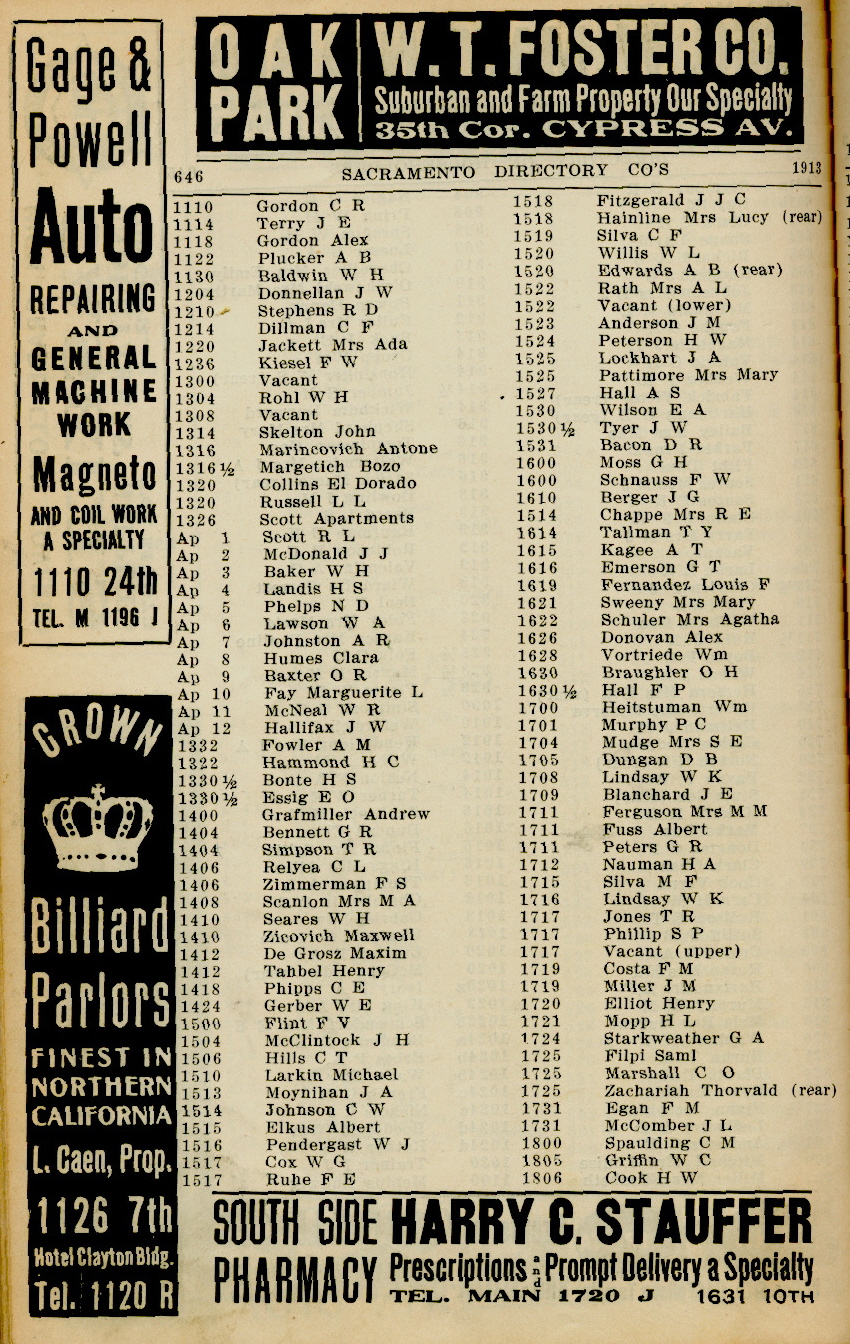 OAK PARK
W. T. FOSTER CO.
Suburban and Farm Property Our Specialty
35th Cor. CYPRESS AV.
Gage &
Powell
Auto
REPAIRING
AND
GENERAL
MACHINE
WORK
Magneto
AND COIL WORK
A SPECIALTY
1110 24th
TEL. M 1196 J
CROWN
Billiard
Parlors
FINEST IN
NORTHERN
CALIFORNIA
L. Caen, Prop.
1126 7th
Hotel Clayton Bldg.
Tel. 1120 R
646 SACRAMENTO DIRECTORY CO'S 1913
1110 Gordon C R
1114 Terry J E
1118 Gordon Alex
1122 Plucker A B
1130 Baldwin W H
1204 Donnellan J W
1210 Stephens R D
1214 Dillman C F
1220 Jackett Mrs Ada
1236 Kiesel F W
1300 Vacant
1304 Rohl W H
1308 Vacant
1314 Skelton John
1316 Marincovich Antone
1316½ Margetich Bozo
1320 Collins El Dorado
1320 Russell L L
1326 Scott Apartments
Ap 1 Scott R L
Ap 2 McDonald J J
Ap 3 Baker W H
Ap 4 Landis H S
Ap 5 Phelps N D
Ap 6 Lawson W A
Ap 7 Johnston A R
Ap 8 Humes Clara
Ap 9 Baxter O R
Ap 10 Fay Marguerite L
Ap 11 McNeal W R
Ap 12 Hallifax J W
1332 Fowler A M
1322 Hammond H C
1330½ Bonte H S
1330½ Essig E O
1400 Grafmiller Andrew
1404 Bennett G R
1404 Simpson T R
1406 Relyea C L
1406 Zimmerman F S
1408 Scanlon Mrs M A
1410 Seares W H
1410 Zicovich Maxwell
1412 De Grosz Maxim
1412 Tahbel Henry
1418 Phipps C E
1424 Gerber W E
1500 Flint F V
1504 McClintock J H
1506 Hills C T
1510 Larkin Michael
1513 Moynihan J A
1514 Johnson C W
1515 Elkus Albert
1516 Pendergast W J
1517 Cox W G
1517 Ruhe F E
1518 Fitzgerald J J C
1518 Hainline Mrs Lucy (rear)
1519 Silva C F
1520 Willis W L
1520 Edwards A B (rear)
1522 Rath Mrs A L
1522 Vacant (lower)
1523 Anderson J M
1524 Peterson H W
1525 Lockhart J A
1525 Pattimore Mrs Mary
1527 Hall A S
1530 Wilson E A
1530½ Tyer J W
1531 Bacon D R
1600 Moss G H
1600 Schnauss F W
1610 Berger J G
1514 Chappe Mrs R E
1614 Tallman T Y
1615 Kagee A T
1616 Emerson G T
1619 Fernandez Louis F
1621 Sweeny Mrs Mary
1622 Schuler Mrs Agatha
1626 Donovan Alex
1628 Vortriede Wm
1630 Braughler O H
1630½ Hall F P
1700 Heitstuman Wm
1701 Murphy P C
1704 Mudge Mrs S E
1705 Dungan D B
1708 Lindsay W K
1709 Blanchard J E
1711 Ferguson Mrs M M
1711 Fuss Albert
1711 Peters G R
1712 Nauman H A
1715 Silva M F
1716 Lindsay W K
1717 Jones T R
1717 Phillip S P
1717 Vacant (upper)
1719 Costa F M
1719 Miller J M
1720 Elliot Henry
1721 Mopp H L
1724 Starkweather G A
1725 Filpi Saml
1725 Marshall C O
1725 Zachariah Thorvald (rear)
1731 Egan F M
1731 McComber J L
1800 Spaulding C M
1805 Griffin W C
1806 Cook H W
SOUTH SIDE PHARMACY
HARRY C. STAUFFER
Prescriptions and Prompt Delivery a Specialty
TEL. MAIN 1720 J 1631 10TH